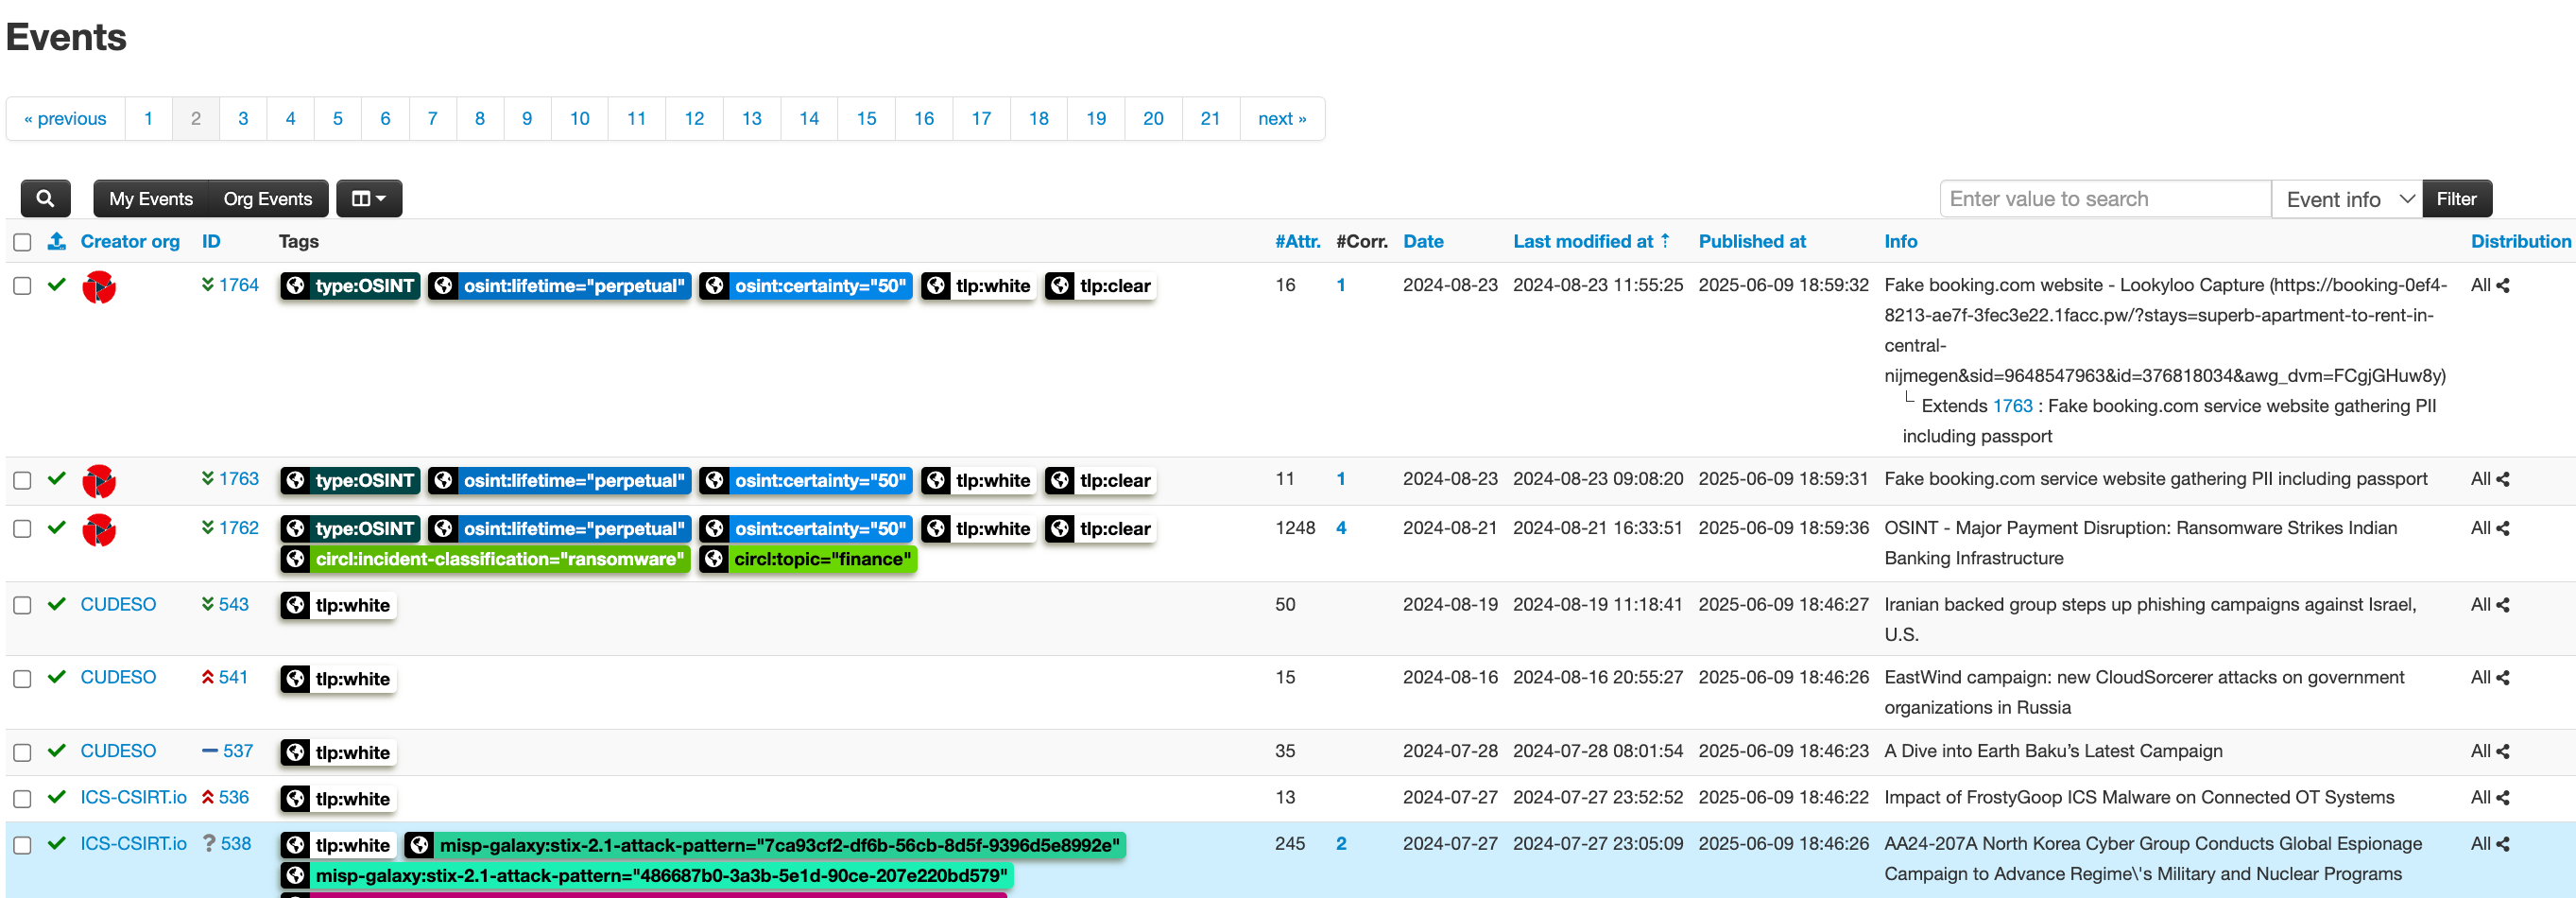 Events
« previous 1 2 3 4 5 6 7 8 9 10 11 12 13 14 15 16 17 18 19 20 21 next »
My Events Org Events Enter value to search Event info Filter
Creator org ID Tags #Attr. #Corr. Date Last modified at ↑ Published at Info Distribution
1764 type:OSINT osint:lifetime="perpetual" osint:certainty="50" tlp:white tlp:clear 16 1 2024-08-23 2024-08-23 11:55:25 2025-06-09 18:59:32 Fake booking.com website - Lookyloo Capture (https://booking-0ef4- All
8213-ae7f-3fec3e22.1facc.pw/?stays=superb-apartment-to-rent-in-
central-
nijmegen&sid=9648547963&id=376818034&awg_dvm=FCgjGHuw8y)
Extends 1763 : Fake booking.com service website gathering PII
including passport
1763 type:OSINT osint:lifetime="perpetual" osint:certainty="50" tlp:white tlp:clear 11 1 2024-08-23 2024-08-23 09:08:20 2025-06-09 18:59:31 Fake booking.com service website gathering PII including passport All
1762 type:OSINT osint:lifetime="perpetual" osint:certainty="50" tlp:white tlp:clear 1248 4 2024-08-21 2024-08-21 16:33:51 2025-06-09 18:59:36 OSINT - Major Payment Disruption: Ransomware Strikes Indian All
circl:incident-classification="ransomware" circl:topic="finance" Banking Infrastructure
CUDESO 543 tlp:white 50 2024-08-19 2024-08-19 11:18:41 2025-06-09 18:46:27 Iranian backed group steps up phishing campaigns against Israel, All
U.S.
CUDESO 541 tlp:white 15 2024-08-16 2024-08-16 20:55:27 2025-06-09 18:46:26 EastWind campaign: new CloudSorcerer attacks on government All
organizations in Russia
CUDESO 537 tlp:white 35 2024-07-28 2024-07-28 08:01:54 2025-06-09 18:46:23 A Dive into Earth Baku’s Latest Campaign All
ICS-CSIRT.io 536 tlp:white 13 2024-07-27 2024-07-27 23:52:52 2025-06-09 18:46:22 Impact of FrostyGoop ICS Malware on Connected OT Systems All
ICS-CSIRT.io ? 538 tlp:white misp-galaxy:stix-2.1-attack-pattern="7ca93cf2-df6b-56cb-8d5f-9396d5e8992e" 245 2 2024-07-27 2024-07-27 23:05:09 2025-06-09 18:46:26 AA24-207A North Korea Cyber Group Conducts Global Espionage All
misp-galaxy:stix-2.1-attack-pattern="486687b0-3a3b-5e1d-90ce-207e220bd579" Campaign to Advance Regime\'s Military and Nuclear Programs